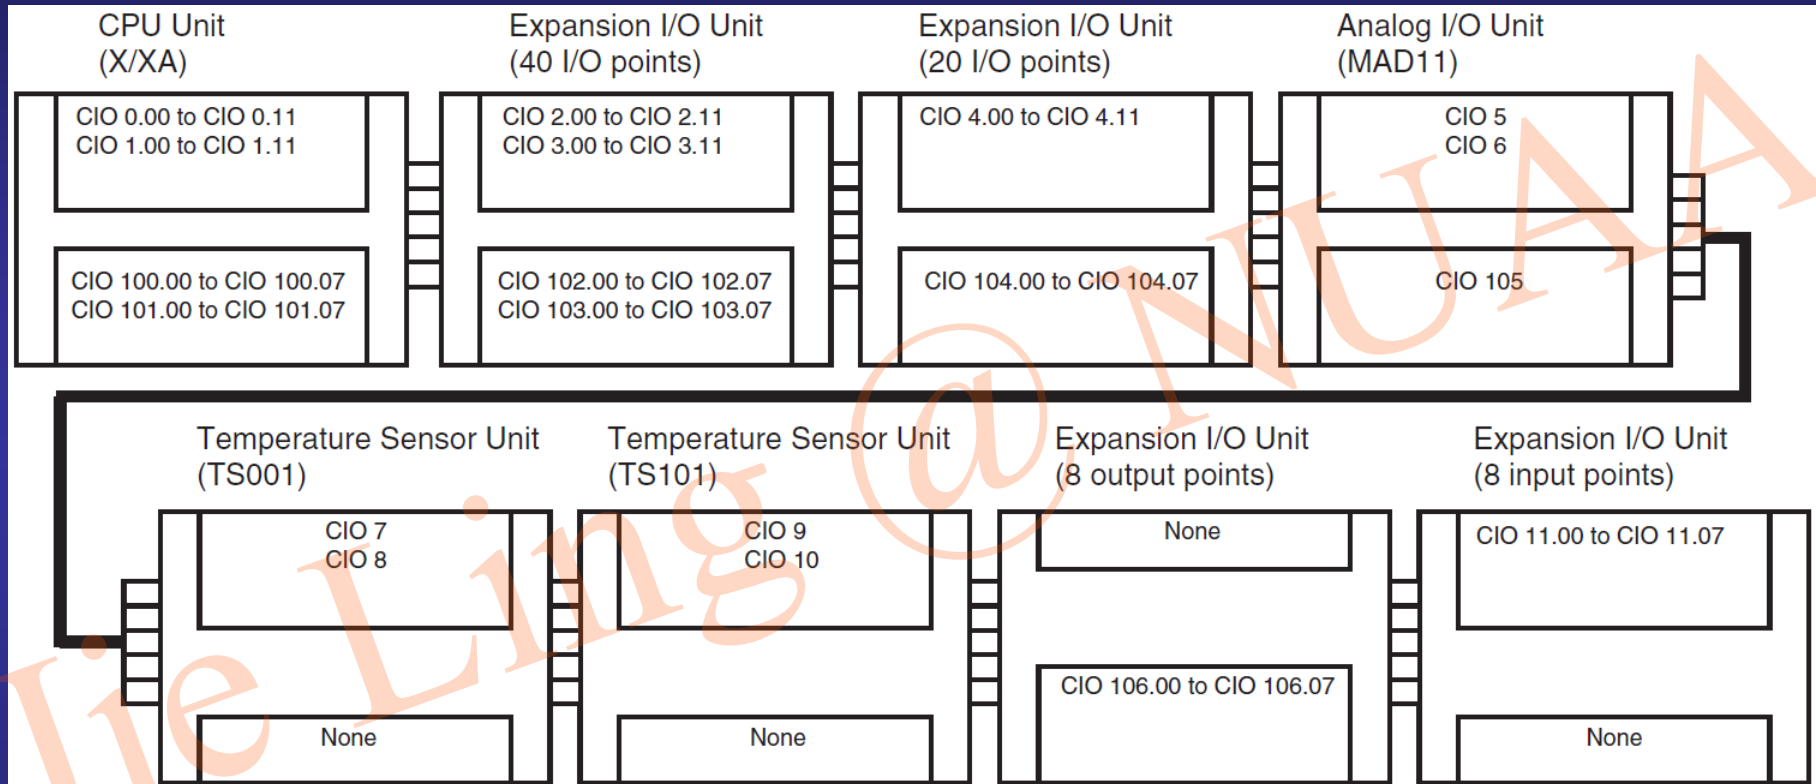 CPU Unit
(X/XA)
Expansion I/O Unit
(40 I/O points)
Expansion I/O Unit
(20 I/O points)
Analog I/O Unit
(MAD11)
CIO 0.00 to CIO 0.11
CIO 1.00 to CIO 1.11
CIO 2.00 to CIO 2.11
CIO 3.00 to CIO 3.11
CIO 4.00 to CIO 4.11
CIO 5
CIO 6
CIO 100.00 to CIO 100.07
CIO 101.00 to CIO 101.07
CIO 102.00 to CIO 102.07
CIO 103.00 to CIO 103.07
CIO 104.00 to CIO 104.07
CIO 105
Temperature Sensor Unit
(TS001)
Temperature Sensor Unit
(TS101)
Expansion I/O Unit
(8 output points)
Expansion I/O Unit
(8 input points)
CIO 7
CIO 8
CIO 9
CIO 10
None
CIO 11.00 to CIO 11.07
None
None
CIO 106.00 to CIO 106.07
None
Jie Ling @ NUAA